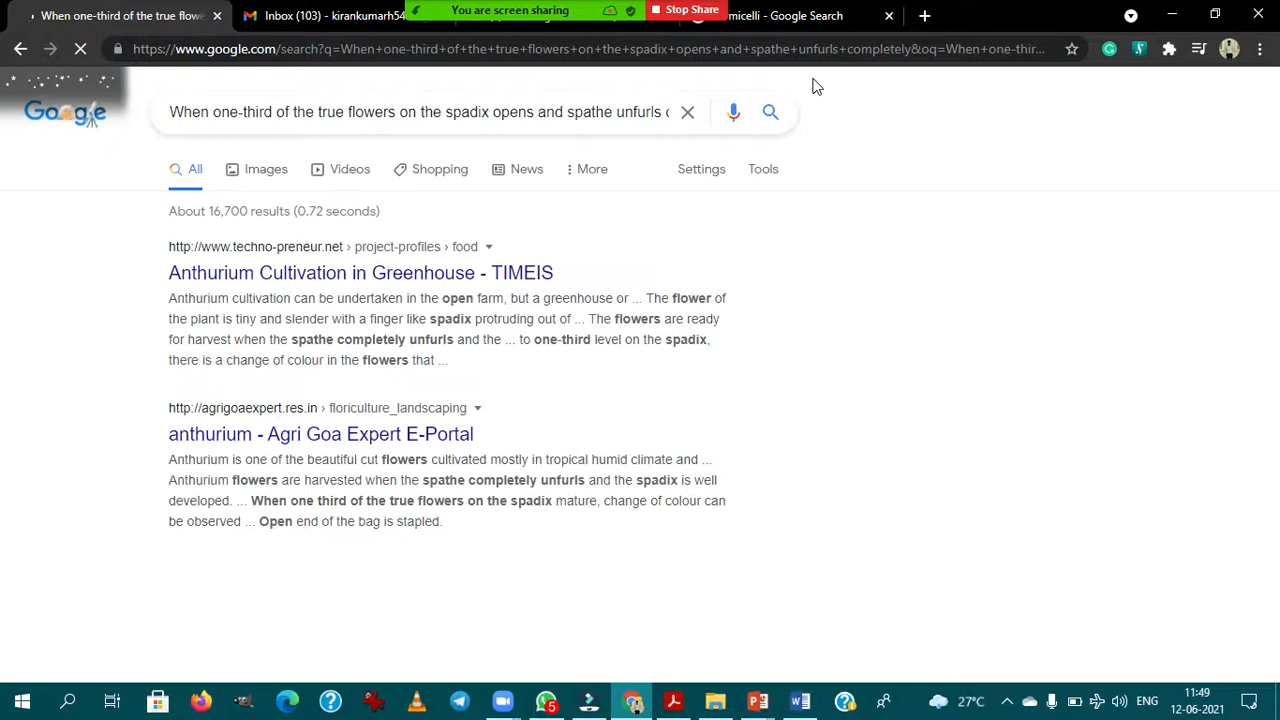 When one-third of the true flowe
Inbox (103) - kirankumarh54
You are screen sharing
Stop Share
micelli - Google Search
https://www.google.com/search?q=When+one-third+of+the+true+flowers+on+the+spadix+opens+and+spathe+unfurls+completely&oq=When+one-thir...
Google
When one-third of the true flowers on the spadix opens and spathe unfurls c
All
Images
Videos
Shopping
News
More
Settings
Tools
About 16,700 results (0.72 seconds)
http://www.techno-preneur.net › project-profiles › food
Anthurium Cultivation in Greenhouse - TIMEIS
Anthurium cultivation can be undertaken in the open farm, but a greenhouse or ... The flower of
the plant is tiny and slender with a finger like spadix protruding out of ... The flowers are ready
for harvest when the spathe completely unfurls and the ... to one-third level on the spadix,
there is a change of colour in the flowers that ...
http://agrigoaexpert.res.in › floriculture_landscaping
anthurium - Agri Goa Expert E-Portal
Anthurium is one of the beautiful cut flowers cultivated mostly in tropical humid climate and ...
Anthurium flowers are harvested when the spathe completely unfurls and the spadix is well
developed. ... When one third of the true flowers on the spadix mature, change of colour can
be observed ... Open end of the bag is stapled.
5
27°C
ENG
11:49
12-06-2021